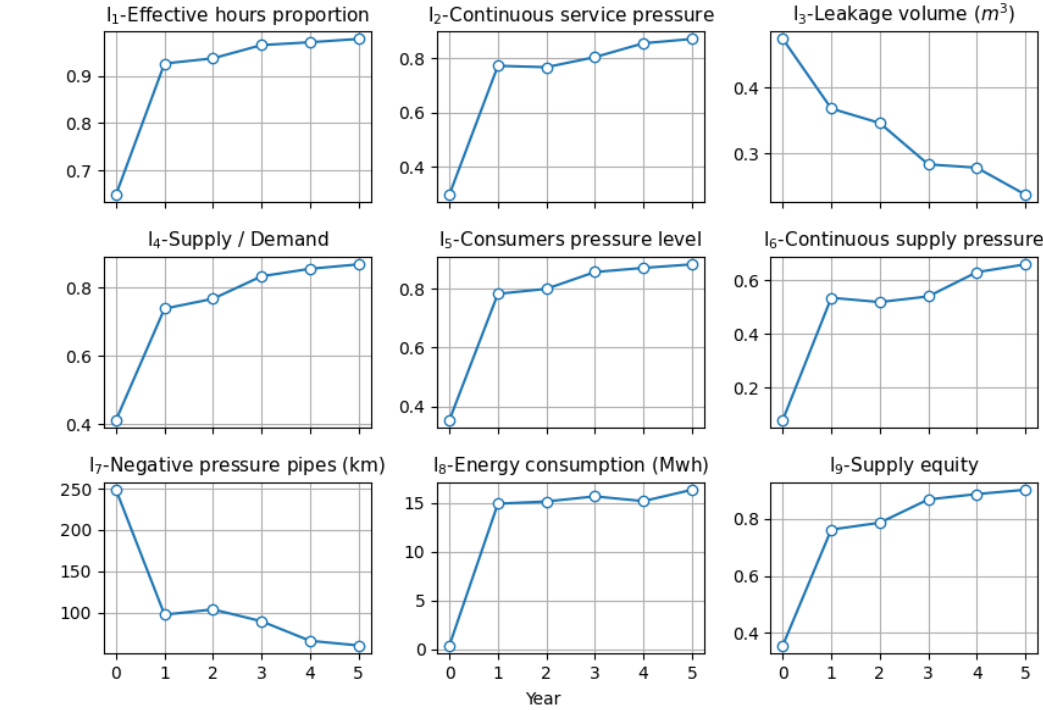 I₁-Effective hours proportion
0.9
0.8
0.7
I₂-Continuous service pressure
0.8
0.6
0.4
I₃-Leakage volume (m³)
0.4
0.3
I₄-Supply / Demand
0.8
0.6
0.4
I₅-Consumers pressure level
0.8
0.6
0.4
I₆-Continuous supply pressure
0.6
0.4
0.2
I₇-Negative pressure pipes (km)
250
200
150
100
0 1 2 3 4 5
I₈-Energy consumption (Mwh)
15
10
5
0
0 1 2 3 4 5
Year
I₉-Supply equity
0.8
0.6
0.4
0 1 2 3 4 5